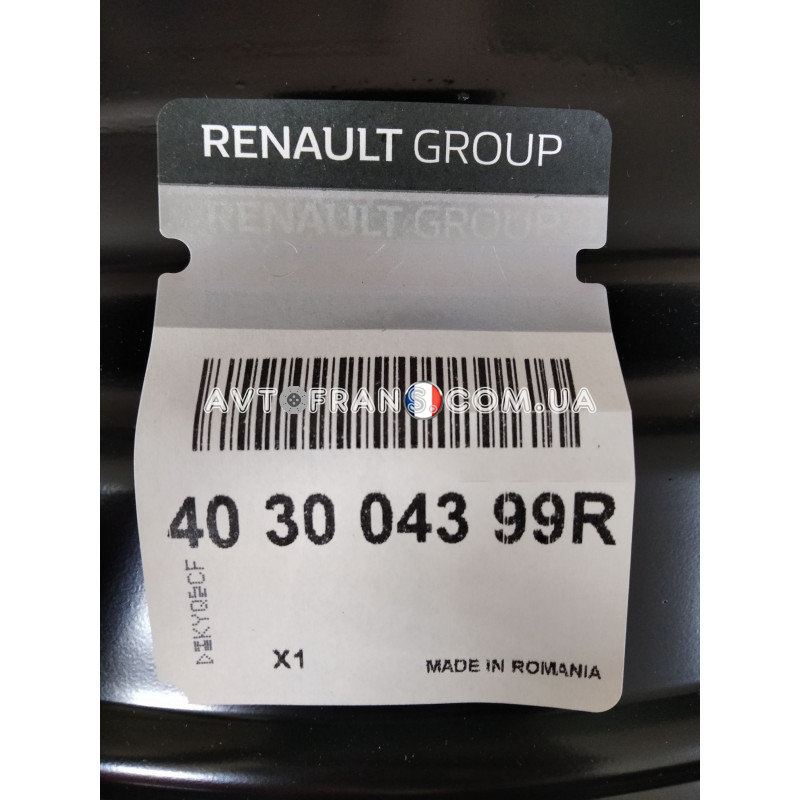 RENAULT GROUP
RENAULT GROUP
AVTOFRANS.COM.UA
40 30 043 99R
X1
MADE IN ROMANIA